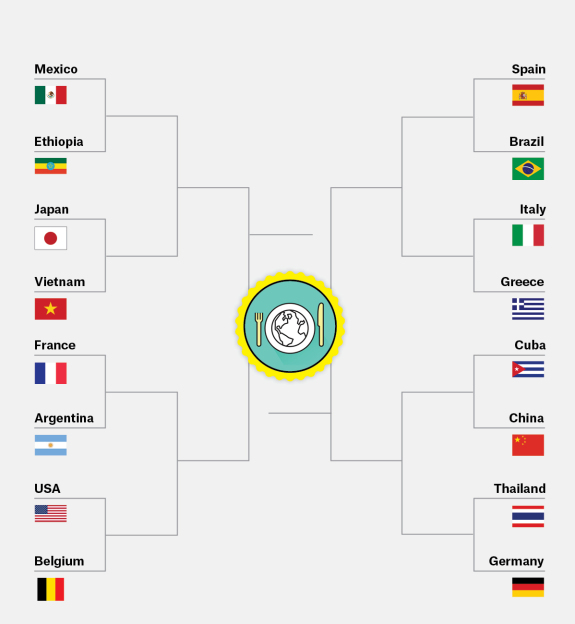 Mexico
Ethiopia
Japan
Vietnam
France
Argentina
USA
Belgium
Spain
Brazil
Italy
Greece
Cuba
China
Thailand
Germany